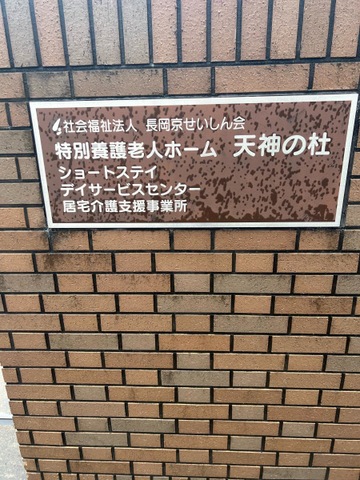 社会福祉法人 長岡京せいしん会
特別養護老人ホーム 天神の杜
ショートステイ
デイサービスセンター
居宅介護支援事業所